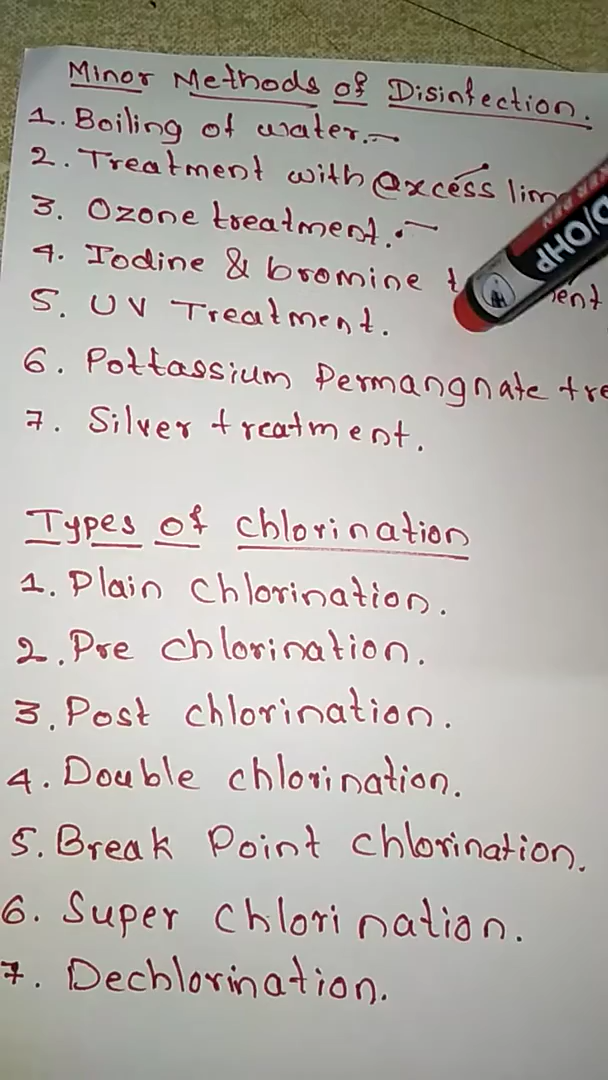 Minor Methods of Disinfection.
1. Boiling of water.
2. Treatment with excess lim
3. Ozone treatment.
4. Iodine & bromine t ment
5. UV Treatment.
6. Pottassium Permangnate tre
7. Silver treatment.
Types of chlorination
1. Plain chlorination.
2. Pre chlorination.
3. Post chlorination.
4. Double chlorination.
5. Break Point chlorination.
6. Super chlorination.
7. Dechlorination.
D/OHP